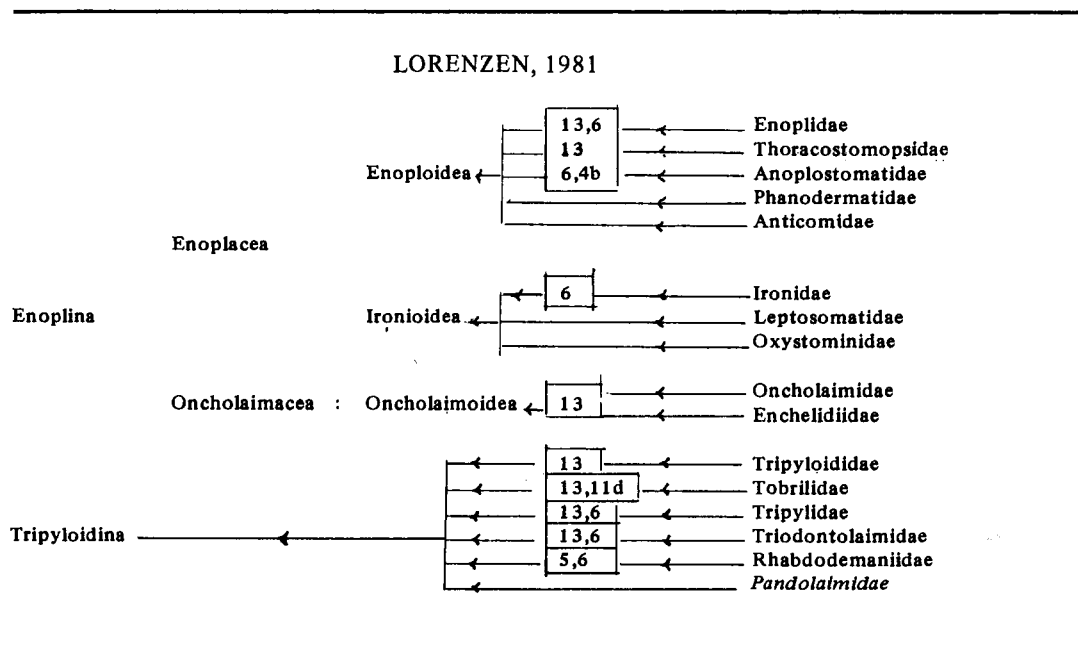 LORENZEN, 1981
13,6 Enoplidae
13 Thoracostomopsidae
Enoploidea 6,4b Anoplostomatidae
Phanodermatidae
Anticomidae
Enoplacea
6 Ironidae
Enoplina Ironioidea Leptosomatidae
Oxystominidae
Oncholaimidae
Oncholaimacea : Oncholaimoidea 13
Enchelidiidae
13 Tripyloididae
13,11d Tobrilidae
13,6 Tripylidae
Tripyloidina 13,6 Triodontolaimidae
5,6 Rhabdodemaniidae
Pandolaimidae